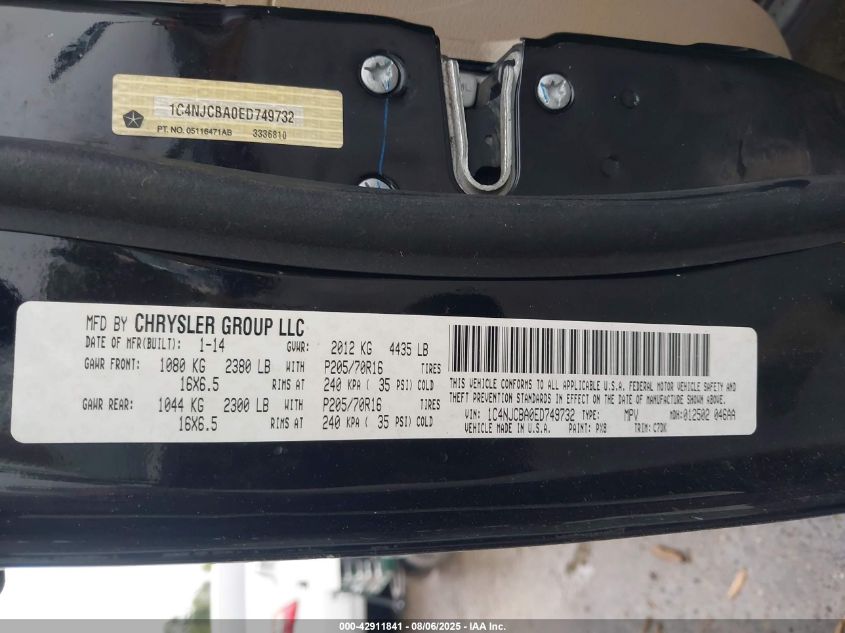 1C4NJCBA0ED749732
PT. NO. 05116471AB 3336810
MFD BY CHRYSLER GROUP LLC
DATE OF MFR(BUILT): 1-14 GVWR: 2012 KG 4435 LB
GAWR FRONT: 1080 KG 2380 LB WITH P205/70R16 TIRES
16X6.5 RIMS AT 240 KPA ( 35 PSI) COLD
GAWR REAR: 1044 KG 2300 LB WITH P205/70R16 TIRES
16X6.5 RIMS AT 240 KPA ( 35 PSI) COLD
THIS VEHICLE CONFORMS TO ALL APPLICABLE U.S.A. FEDERAL MOTOR VEHICLE SAFETY AND
THEFT PREVENTION STANDARDS IN EFFECT ON THE DATE OF MANUFACTURE SHOWN ABOVE.
VIN: 1C4NJCBA0ED749732 TYPE: MPV MDH:012502 046AA
VEHICLE MADE IN U.S.A. PAINT: PX8 TRIM: C7DK
000-42911841 - 08/06/2025 - IAA Inc.